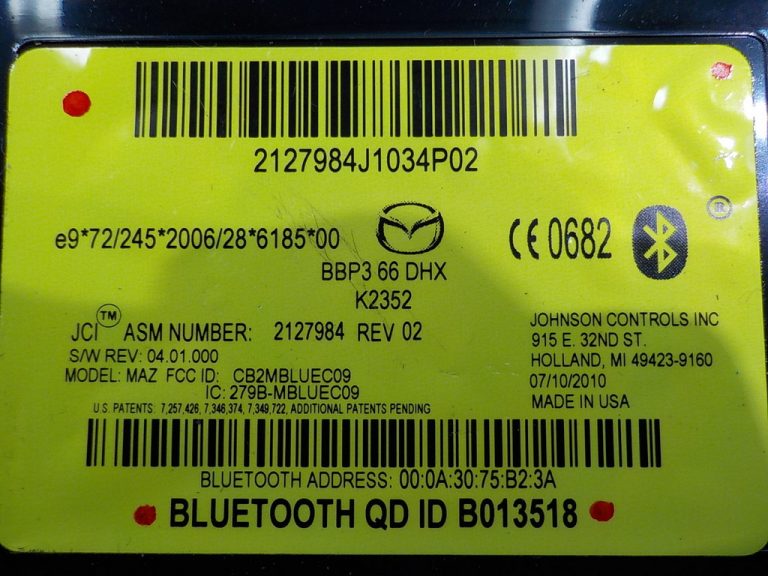 2127984J1034P02
e9*72/245*2006/28*6185*00
CE 0682 ®
BBP3 66 DHX
K2352
JCI™ ASM NUMBER: 2127984 REV 02
S/W REV: 04.01.000
MODEL: MAZ FCC ID: CB2MBLUEC09
IC: 279B-MBLUEC09
U.S. PATENTS: 7,257,426, 7,346,374, 7,349,722, ADDITIONAL PATENTS PENDING
JOHNSON CONTROLS INC
915 E. 32ND ST.
HOLLAND, MI 49423-9160
07/10/2010
MADE IN USA
BLUETOOTH ADDRESS: 00:0A:30:75:B2:3A
BLUETOOTH QD ID B013518